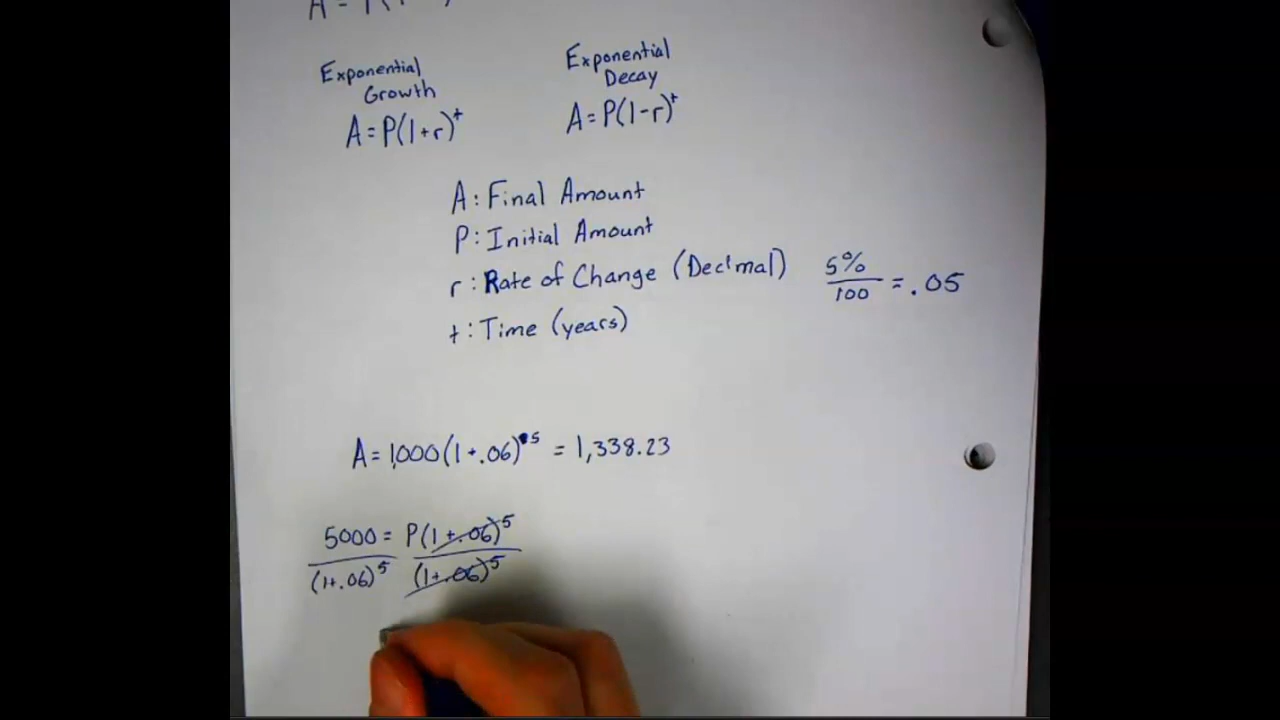 Exponential
Growth
A = P(1+r)^t
Exponential
Decay
A = P(1-r)^t
A: Final Amount
P: Initial Amount
r: Rate of Change (Decimal)
5%
100
= .05
t: Time (years)
A = 1,000(1+.06)^5 = 1,338.23
5000 = P(1+.06)^5
(1+.06)^5 (1+.06)^5